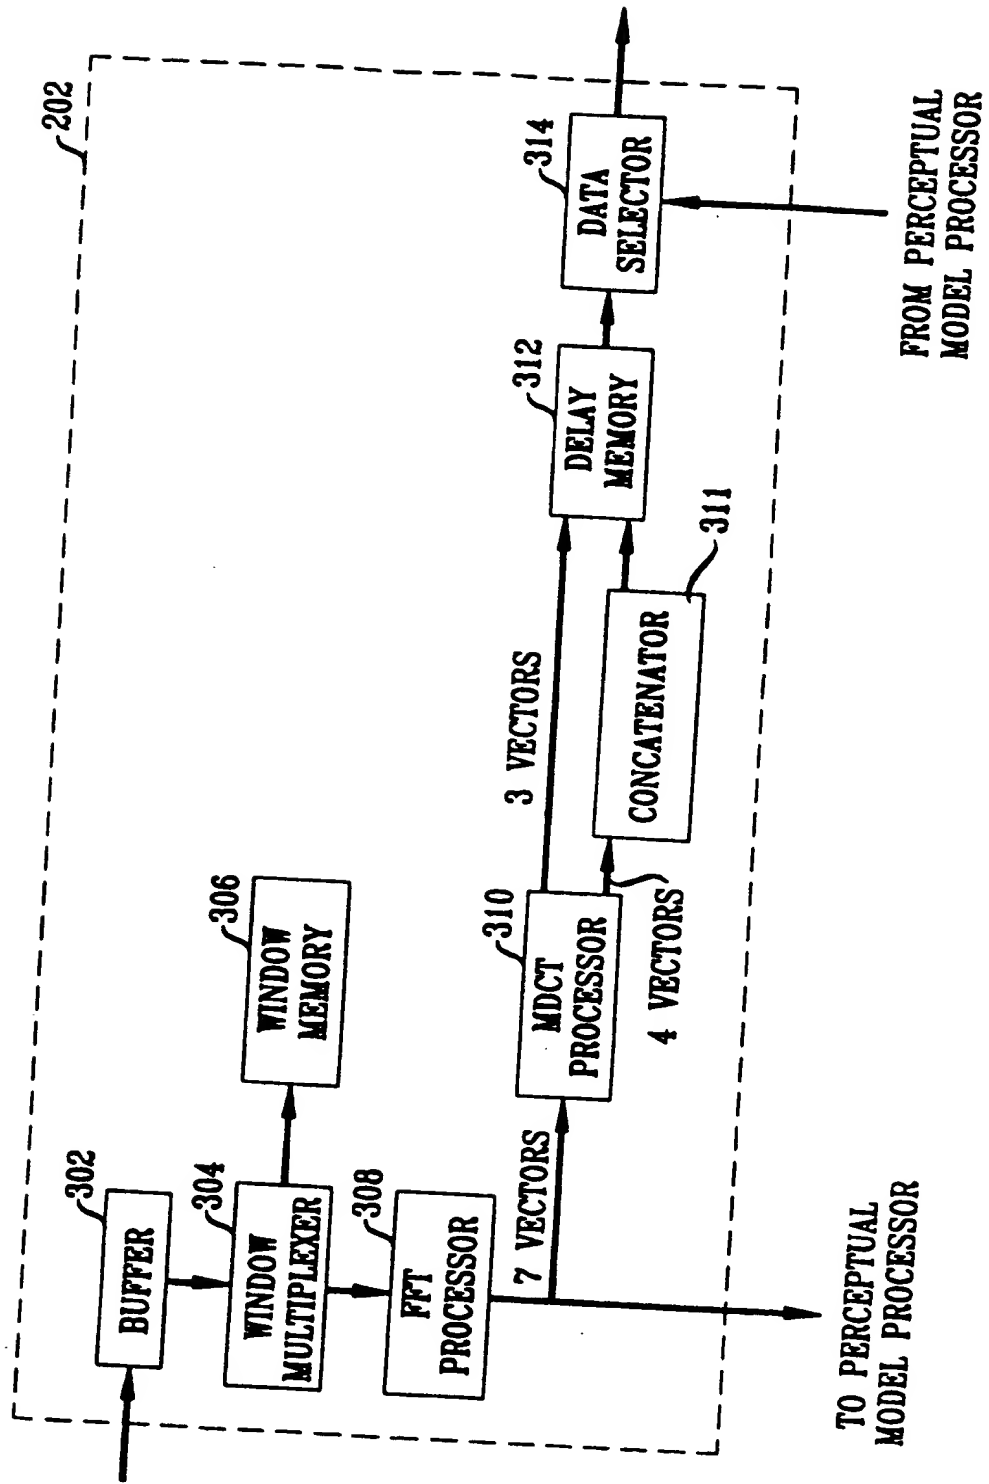 202
302
BUFFER
304
WINDOW
MULTIPLEXER
306
WINDOW
MEMORY
308
FFT
PROCESSOR
7 VECTORS
310
MDCT
PROCESSOR
3 VECTORS
4 VECTORS
CONCATENATOR
311
312
DELAY
MEMORY
314
DATA
SELECTOR
TO PERCEPTUAL
MODEL PROCESSOR
FROM PERCEPTUAL
MODEL PROCESSOR